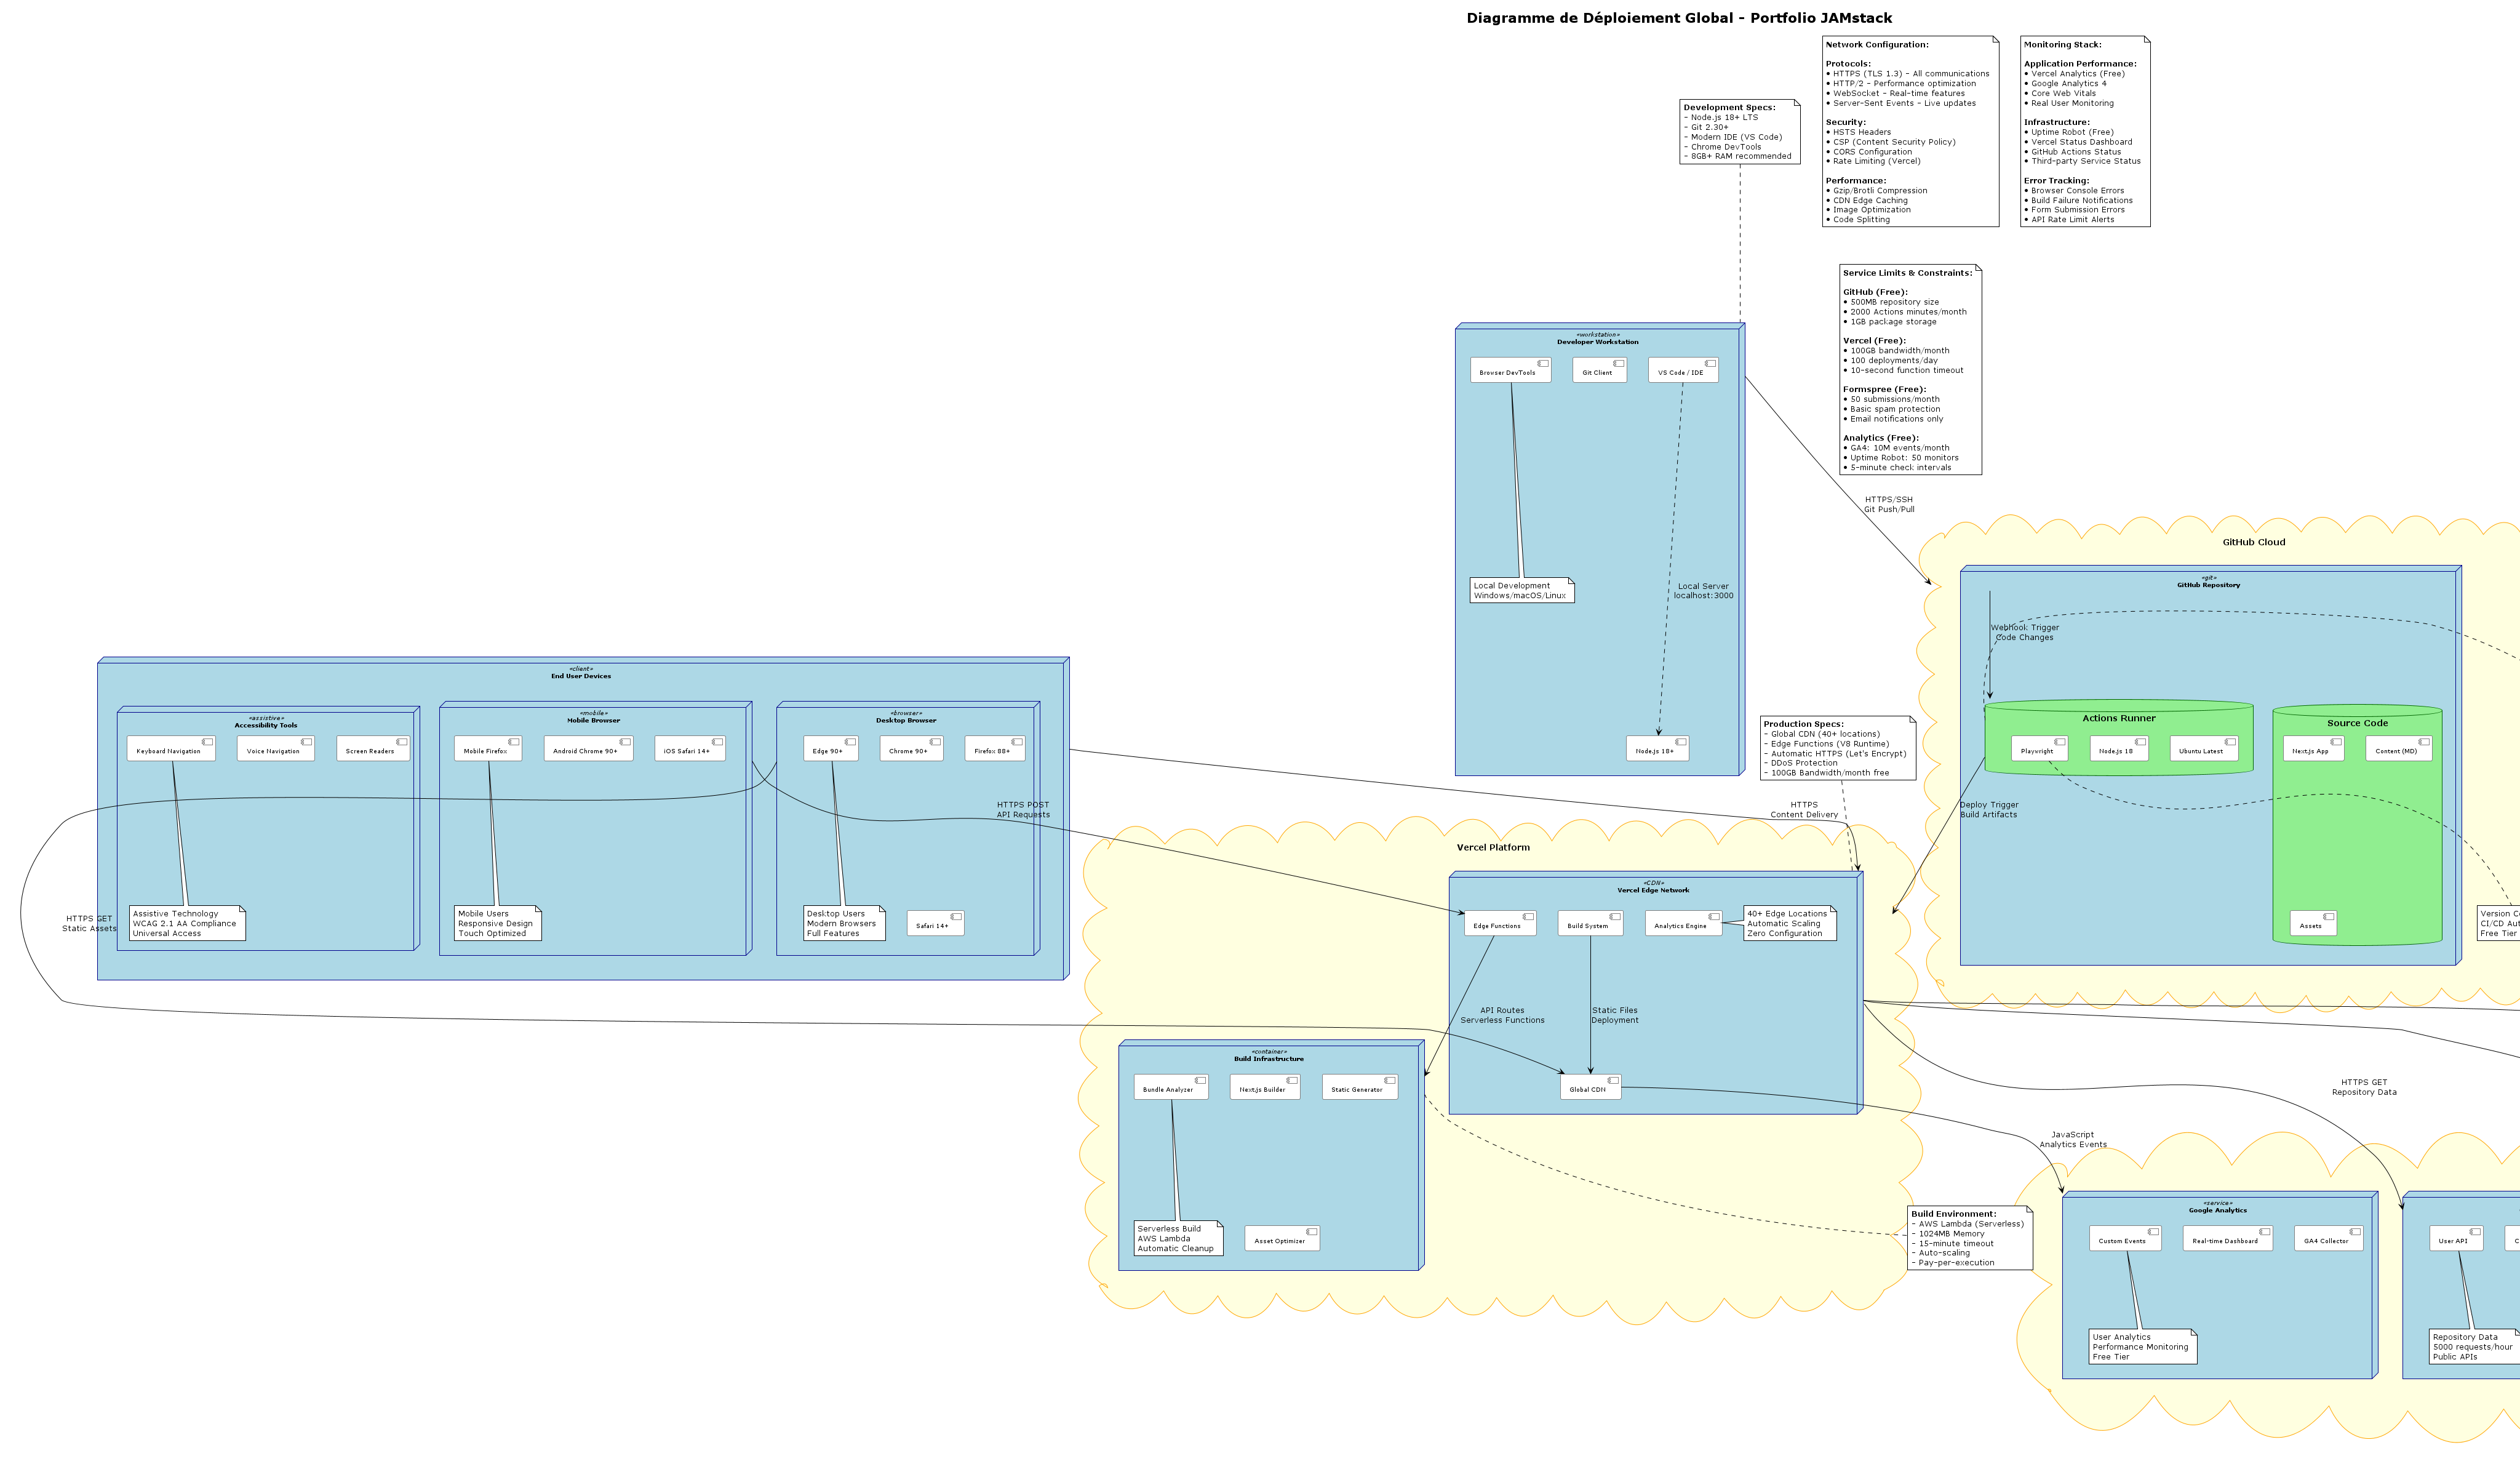 Diagramme de Déploiement Global - Portfolio JAMstack
Network Configuration:
Protocols:
• HTTPS (TLS 1.3) - All communications
• HTTP/2 - Performance optimization
• WebSocket - Real-time features
• Server-Sent Events - Live updates
Security:
• HSTS Headers
• CSP (Content Security Policy)
• CORS Configuration
• Rate Limiting (Vercel)
Performance:
• Gzip/Brotli Compression
• CDN Edge Caching
• Image Optimization
• Code Splitting
Monitoring Stack:
Application Performance:
• Vercel Analytics (Free)
• Google Analytics 4
• Core Web Vitals
• Real User Monitoring
Infrastructure:
• Uptime Robot (Free)
• Vercel Status Dashboard
• GitHub Actions Status
• Third-party Service Status
Error Tracking:
• Browser Console Errors
• Build Failure Notifications
• Form Submission Errors
• API Rate Limit Alerts
Development Specs:
- Node.js 18+ LTS
- Git 2.30+
- Modern IDE (VS Code)
- Chrome DevTools
- 8GB+ RAM recommended
Service Limits & Constraints:
GitHub (Free):
• 500MB repository size
• 2000 Actions minutes/month
• 1GB package storage
Vercel (Free):
• 100GB bandwidth/month
• 100 deployments/day
• 10-second function timeout
Formspree (Free):
• 50 submissions/month
• Basic spam protection
• Email notifications only
Analytics (Free):
• GA4: 10M events/month
• Uptime Robot: 50 monitors
• 5-minute check intervals
«workstation»
Developer Workstation
Browser DevTools
Git Client
VS Code / IDE
Local Development
Windows/macOS/Linux
Local Server
localhost:3000
Node.js 18+
HTTPS/SSH
Git Push/Pull
GitHub Cloud
«git»
GitHub Repository
Webhook Trigger
Code Changes
Actions Runner
Playwright
Node.js 18
Ubuntu Latest
Source Code
Next.js App
Content (MD)
Assets
Deploy Trigger
Build Artifacts
Version Co
CI/CD Aut
Free Tier
«client»
End User Devices
«assistive»
Accessibility Tools
Keyboard Navigation
Voice Navigation
Screen Readers
Assistive Technology
WCAG 2.1 AA Compliance
Universal Access
«mobile»
Mobile Browser
Mobile Firefox
Android Chrome 90+
iOS Safari 14+
Mobile Users
Responsive Design
Touch Optimized
«browser»
Desktop Browser
Edge 90+
Chrome 90+
Firefox 88+
Desktop Users
Modern Browsers
Full Features
Safari 14+
HTTPS GET
Static Assets
HTTPS POST
API Requests
HTTPS
Content Delivery
Production Specs:
- Global CDN (40+ locations)
- Edge Functions (V8 Runtime)
- Automatic HTTPS (Let's Encrypt)
- DDoS Protection
- 100GB Bandwidth/month free
Vercel Platform
«CDN»
Vercel Edge Network
Edge Functions
Build System
Analytics Engine
40+ Edge Locations
Automatic Scaling
Zero Configuration
API Routes
Serverless Functions
Static Files
Deployment
Global CDN
«container»
Build Infrastructure
Bundle Analyzer
Next.js Builder
Static Generator
Serverless Build
AWS Lambda
Automatic Cleanup
Asset Optimizer
Build Environment:
- AWS Lambda (Serverless)
- 1024MB Memory
- 15-minute timeout
- Auto-scaling
- Pay-per-execution
JavaScript
Analytics Events
HTTPS GET
Repository Data
«service»
Google Analytics
Custom Events
Real-time Dashboard
GA4 Collector
User Analytics
Performance Monitoring
Free Tier
User API
C
Repository Data
5000 requests/hour
Public APIs